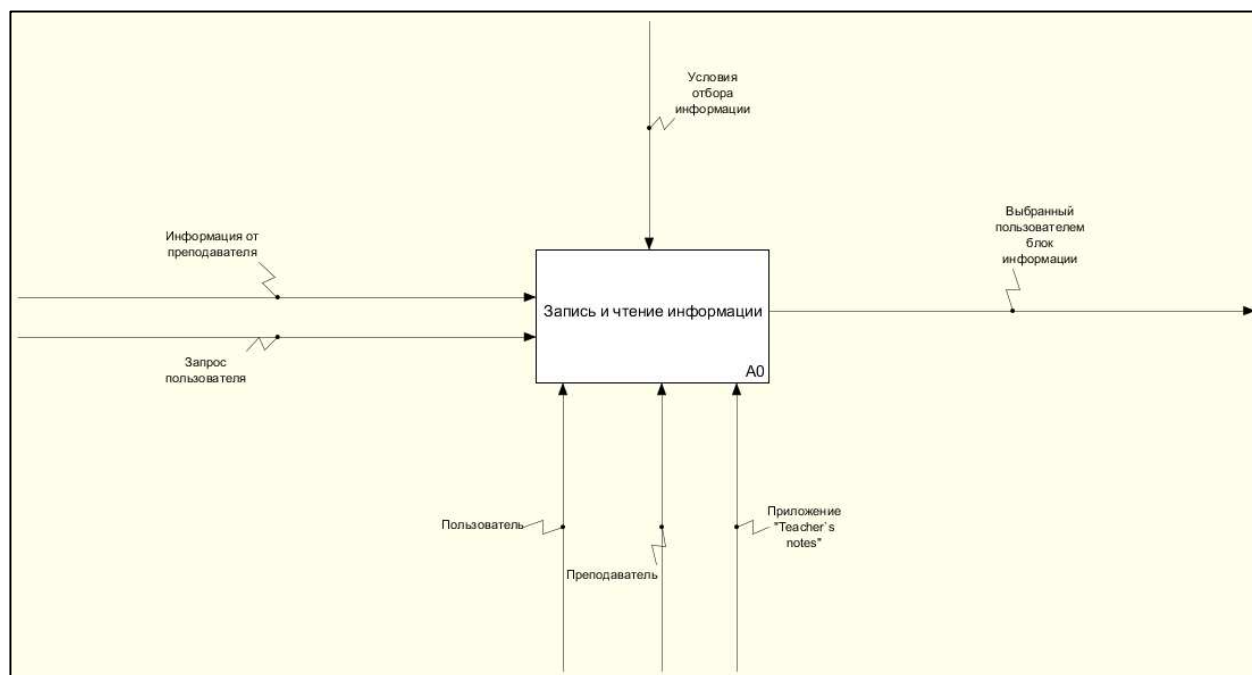 Условия
отбора
информации
Информация от
преподавателя
Выбранный
пользователем
блок
информации
Запись и чтение информации
A0
Запрос
пользователя
Пользователь
Преподаватель
Приложение
"Teacher`s
notes"